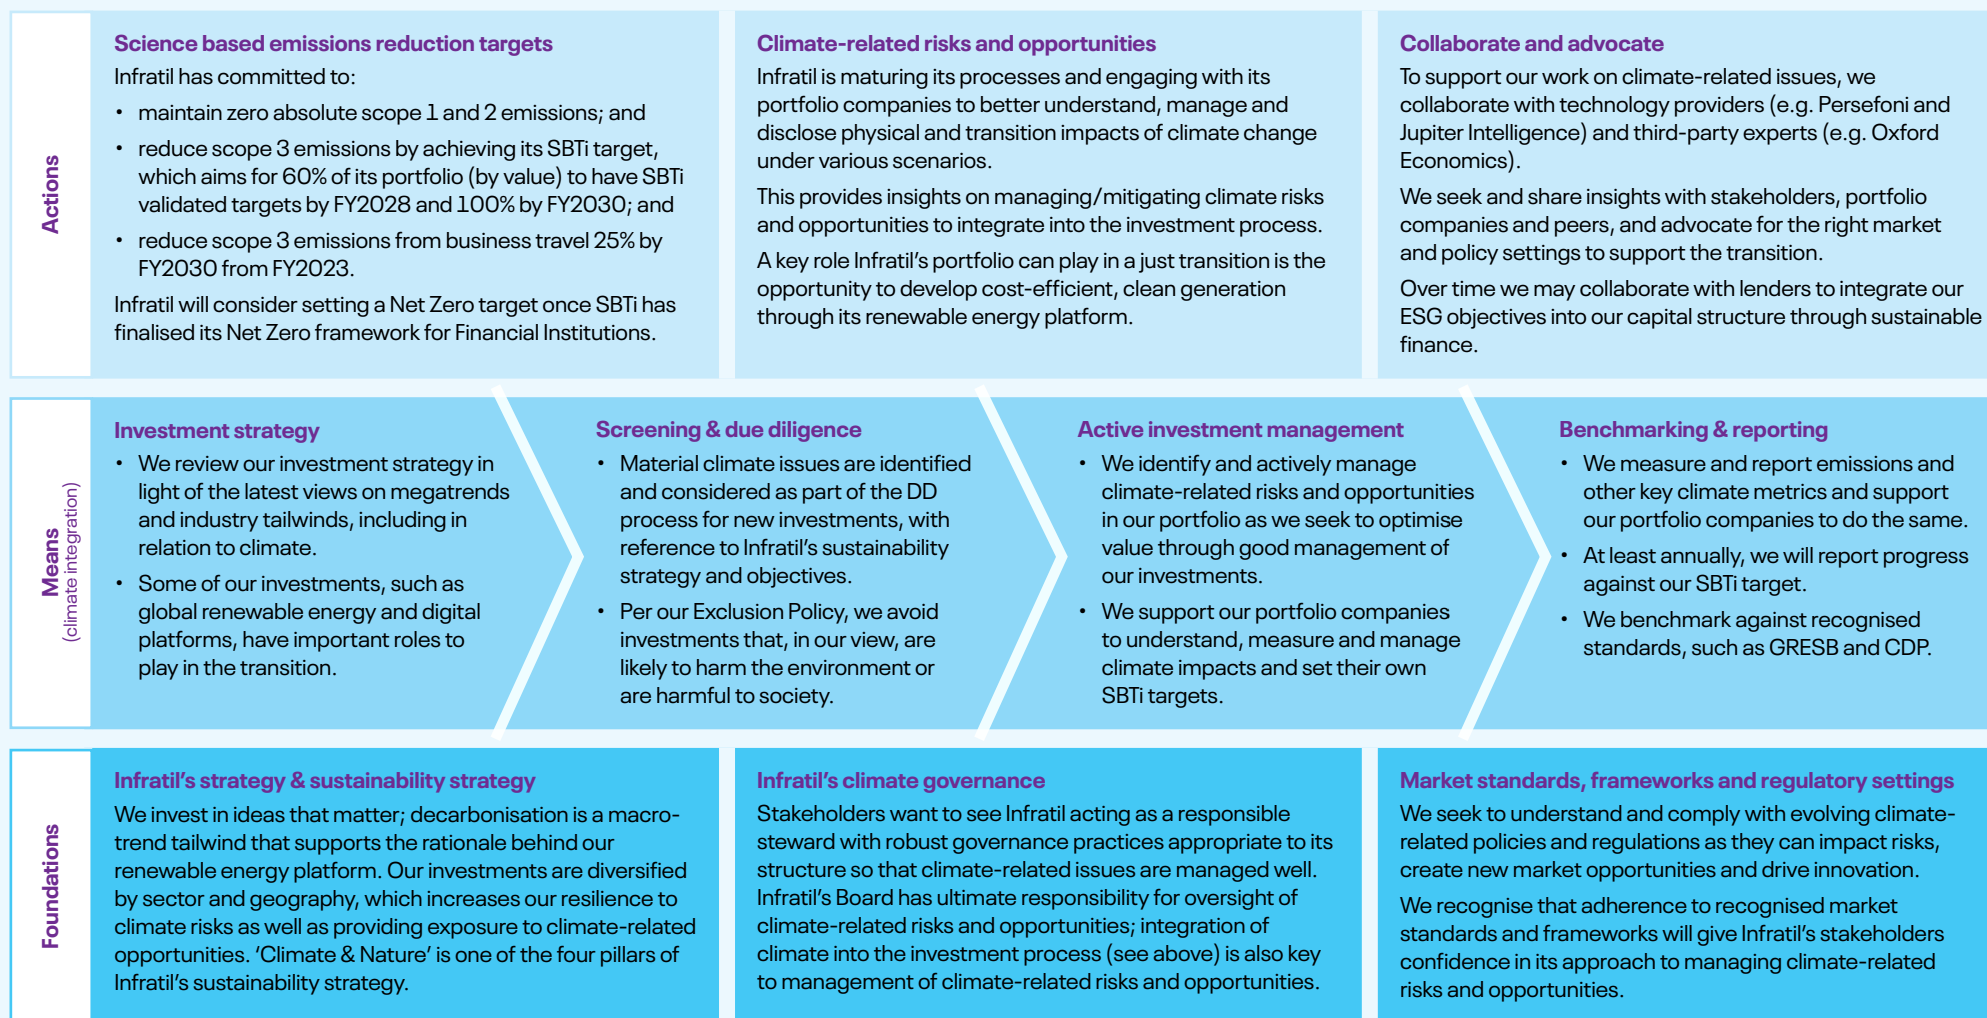 Actions
Science based emissions reduction targets
Infratil has committed to:
• maintain zero absolute scope 1 and 2 emissions; and
• reduce scope 3 emissions by achieving its SBTi target,
which aims for 60% of its portfolio (by value) to have SBTi
validated targets by FY2028 and 100% by FY2030; and
• reduce scope 3 emissions from business travel 25% by
FY2030 from FY2023.
Infratil will consider setting a Net Zero target once SBTi has
finalised its Net Zero framework for Financial Institutions.
Climate-related risks and opportunities
Infratil is maturing its processes and engaging with its
portfolio companies to better understand, manage and
disclose physical and transition impacts of climate change
under various scenarios.
This provides insights on managing/mitigating climate risks
and opportunities to integrate into the investment process.
A key role Infratil’s portfolio can play in a just transition is the
opportunity to develop cost-efficient, clean generation
through its renewable energy platform.
Collaborate and advocate
To support our work on climate-related issues, we
collaborate with technology providers (e.g. Persefoni and
Jupiter Intelligence) and third-party experts (e.g. Oxford
Economics).
We seek and share insights with stakeholders, portfolio
companies and peers, and advocate for the right market
and policy settings to support the transition.
Over time we may collaborate with lenders to integrate our
ESG objectives into our capital structure through sustainable
finance.
Means
(climate integration)
Investment strategy
• We review our investment strategy in
light of the latest views on megatrends
and industry tailwinds, including in
relation to climate.
• Some of our investments, such as
global renewable energy and digital
platforms, have important roles to
play in the transition.
Screening & due diligence
• Material climate issues are identified
and considered as part of the DD
process for new investments, with
reference to Infratil’s sustainability
strategy and objectives.
• Per our Exclusion Policy, we avoid
investments that, in our view, are
likely to harm the environment or
are harmful to society.
Active investment management
• We identify and actively manage
climate-related risks and opportunities
in our portfolio as we seek to optimise
value through good management of
our investments.
• We support our portfolio companies
to understand, measure and manage
climate impacts and set their own
SBTi targets.
Benchmarking & reporting
• We measure and report emissions and
other key climate metrics and support
our portfolio companies to do the same.
• At least annually, we will report progress
against our SBTi target.
• We benchmark against recognised
standards, such as GRESB and CDP.
Foundations
Infratil’s strategy & sustainability strategy
We invest in ideas that matter; decarbonisation is a macro-
trend tailwind that supports the rationale behind our
renewable energy platform. Our investments are diversified
by sector and geography, which increases our resilience to
climate risks as well as providing exposure to climate-related
opportunities. ‘Climate & Nature’ is one of the four pillars of
Infratil’s sustainability strategy.
Infratil’s climate governance
Stakeholders want to see Infratil acting as a responsible
steward with robust governance practices appropriate to its
structure so that climate-related issues are managed well.
Infratil’s Board has ultimate responsibility for oversight of
climate-related risks and opportunities; integration of
climate into the investment process (see above) is also key
to management of climate-related risks and opportunities.
Market standards, frameworks and regulatory settings
We seek to understand and comply with evolving climate-
related policies and regulations as they can impact risks,
create new market opportunities and drive innovation.
We recognise that adherence to recognised market
standards and frameworks will give Infratil’s stakeholders
confidence in its approach to managing climate-related
risks and opportunities.